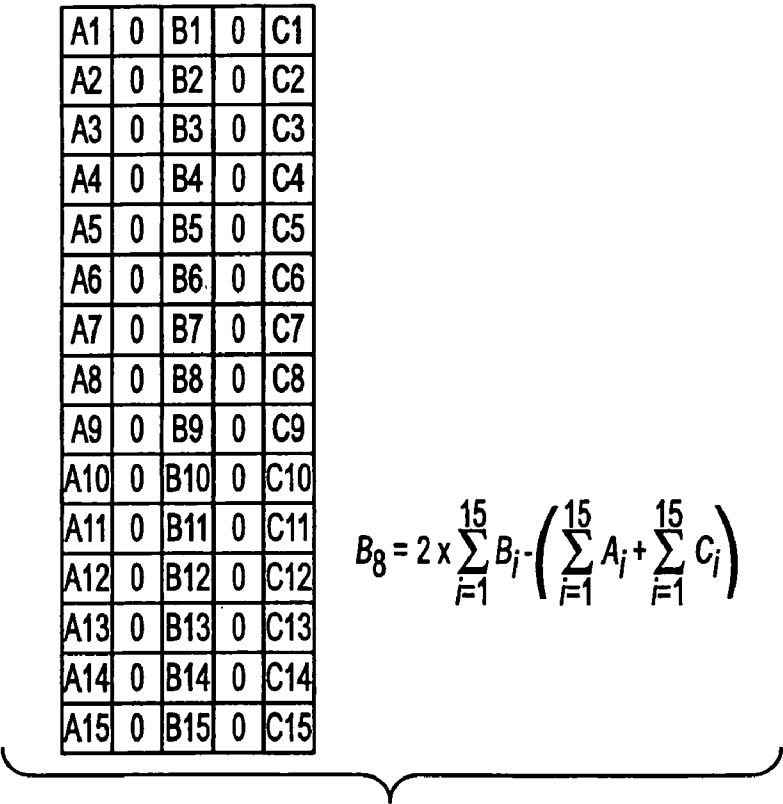 A1 0 B1 0 C1
A2 0 B2 0 C2
A3 0 B3 0 C3
A4 0 B4 0 C4
A5 0 B5 0 C5
A6 0 B6 0 C6
A7 0 B7 0 C7
A8 0 B8 0 C8
A9 0 B9 0 C9
A10 0 B10 0 C10
A11 0 B11 0 C11
A12 0 B12 0 C12
A13 0 B13 0 C13
A14 0 B14 0 C14
A15 0 B15 0 C15
B₈ = 2 x ∑_{i=1}^{15} B_i - ( ∑_{i=1}^{15} A_i + ∑_{i=1}^{15} C_i )